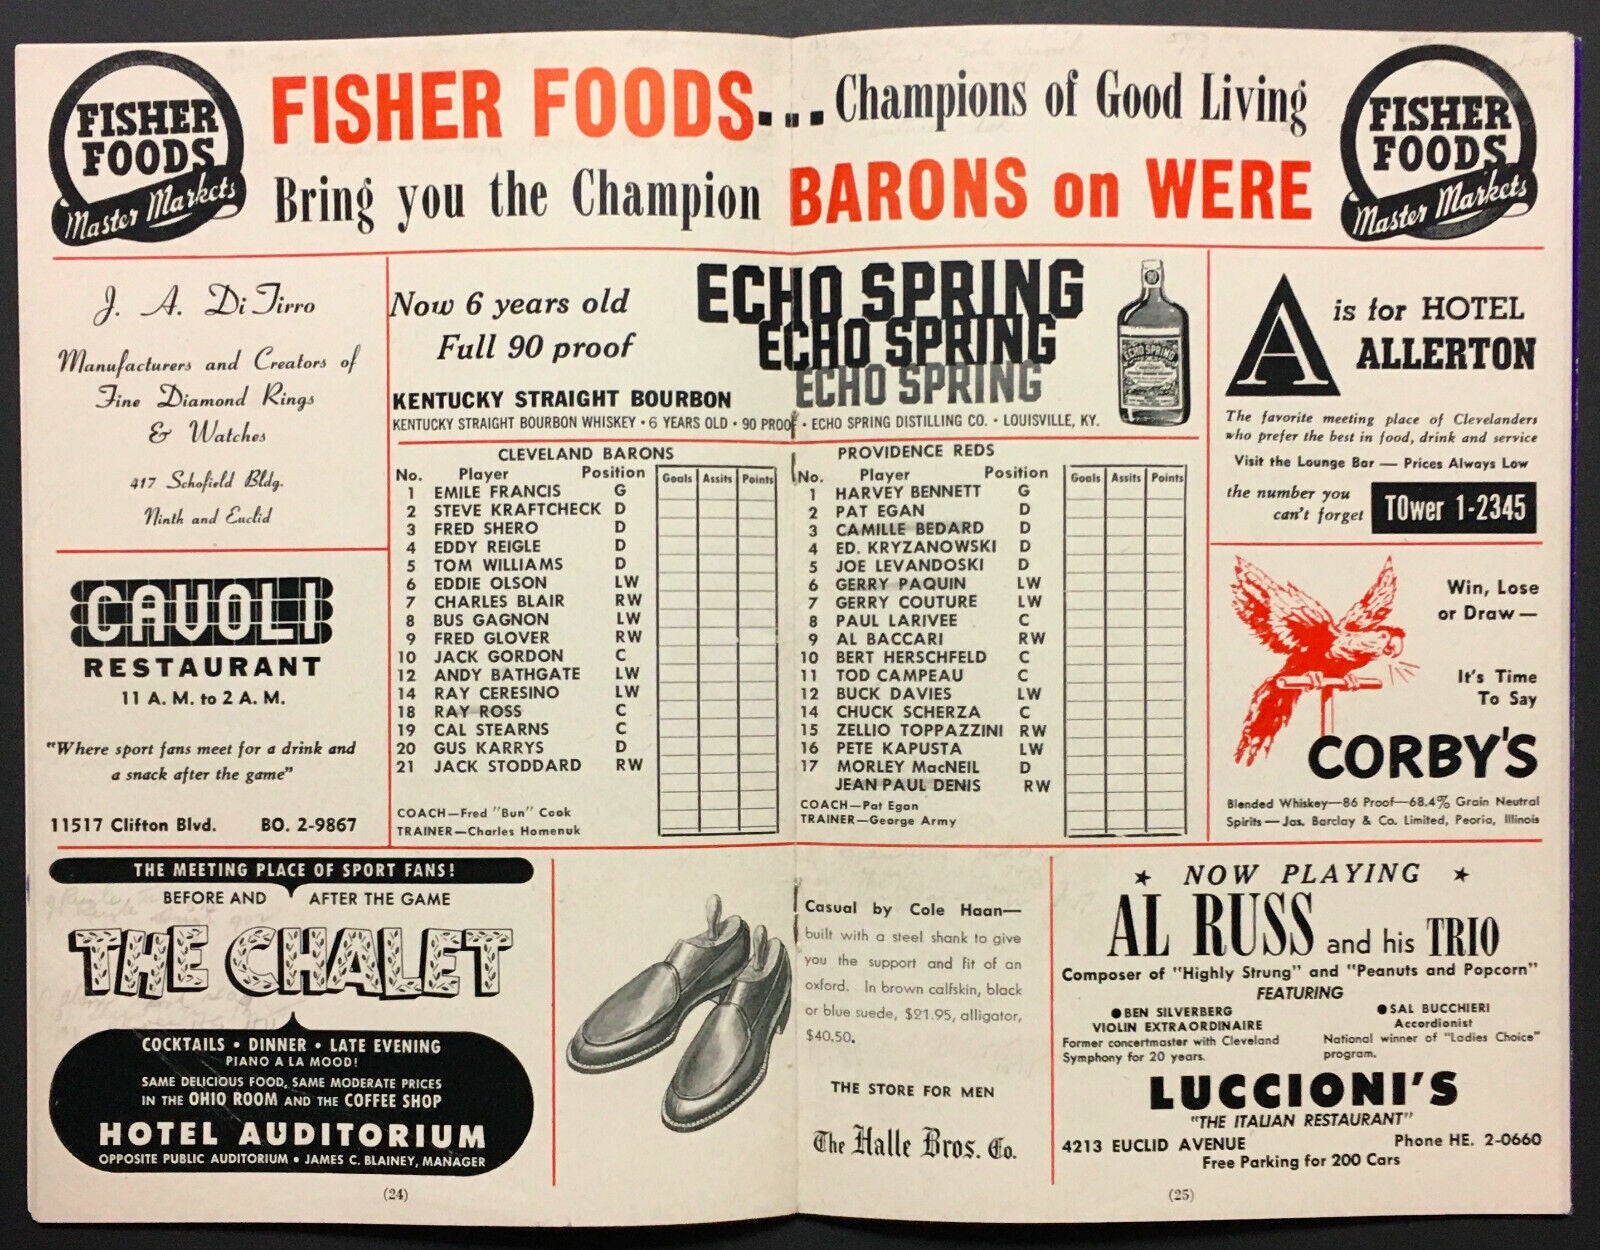 FISHER
FOODS
Master Markets
FISHER FOODS... Champions of Good Living
Bring you the Champion BARONS on WERE
FISHER
FOODS
Master Markets
J. A. DiTirro
Manufacturers and Creators of
Fine Diamond Rings
& Watches
417 Schofield Bldg.
Ninth and Euclid
CAVOLI
RESTAURANT
11 A. M. to 2 A. M.
"Where sport fans meet for a drink and
a snack after the game"
11517 Clifton Blvd. BO. 2-9867
Now 6 years old
Full 90 proof
KENTUCKY STRAIGHT BOURBON
ECHO SPRING
ECHO SPRING
ECHO SPRING
KENTUCKY STRAIGHT BOURBON WHISKEY • 6 YEARS OLD • 90 PROOF • ECHO SPRING DISTILLING CO. • LOUISVILLE, KY.
90
ECHO SPRING
CLEVELAND BARONS
No. Player Position Goals Assits Points
1 EMILE FRANCIS G
2 STEVE KRAFTCHECK D
3 FRED SHERO D
4 EDDY REIGLE D
5 TOM WILLIAMS D
6 EDDIE OLSON LW
7 CHARLES BLAIR RW
8 BUS GAGNON LW
9 FRED GLOVER RW
10 JACK GORDON C
12 ANDY BATHGATE LW
14 RAY CERESINO LW
18 RAY ROSS C
19 CAL STEARNS C
20 GUS KARRYS D
21 JACK STODDARD RW
COACH—Fred "Bun" Cook
TRAINER—Charles Homenuk
PROVIDENCE REDS
No. Player Position Goals Assits Points
1 HARVEY BENNETT G
2 PAT EGAN D
3 CAMILLE BEDARD D
4 ED. KRYZANOWSKI D
5 JOE LEVANDOSKI D
6 GERRY PAQUIN LW
7 GERRY COUTURE LW
8 PAUL LARIVEE C
9 AL BACCARI RW
10 BERT HERSCHFELD C
11 TOD CAMPEAU C
12 BUCK DAVIES LW
14 CHUCK SCHERZA C
15 ZELLIO TOPPAZZINI RW
16 PETE KAPUSTA LW
17 MORLEY MacNEIL D
JEAN PAUL DENIS RW
COACH—Pat Egan
TRAINER—George Army
A is for HOTEL
ALLERTON
The favorite meeting place of Clevelanders
who prefer the best in food, drink and service
Visit the Lounge Bar — Prices Always Low
the number you
can't forget
TOwer 1-2345
Win, Lose
or Draw —
It's Time
To Say
CORBY'S
Blended Whiskey—86 Proof—68.4% Grain Neutral
Spirits — Jas. Barclay & Co. Limited, Peoria, Illinois
THE MEETING PLACE OF SPORT FANS!
BEFORE AND AFTER THE GAME
THE CHALET
COCKTAILS • DINNER • LATE EVENING
PIANO A LA MOOD!
SAME DELICIOUS FOOD, SAME MODERATE PRICES
IN THE OHIO ROOM AND THE COFFEE SHOP
HOTEL AUDITORIUM
OPPOSITE PUBLIC AUDITORIUM • JAMES C. BLAINEY, MANAGER
(24)
Casual by Cole Haan—
built with a steel shank to give
you the support and fit of an
oxford. In brown calfskin, black
or blue suede, $21.95, alligator,
$40.50.
THE STORE FOR MEN
The Halle Bros. Co.
★ NOW PLAYING ★
AL RUSS and his TRIO
Composer of "Highly Strung" and "Peanuts and Popcorn"
FEATURING
●BEN SILVERBERG
VIOLIN EXTRAORDINAIRE
Former concertmaster with Cleveland
Symphony for 20 years.
●SAL BUCCHIERI
Accordionist
National winner of "Ladies Choice"
program.
LUCCIONI'S
"THE ITALIAN RESTAURANT"
4213 EUCLID AVENUE Phone HE. 2-0660
Free Parking for 200 Cars
(25)